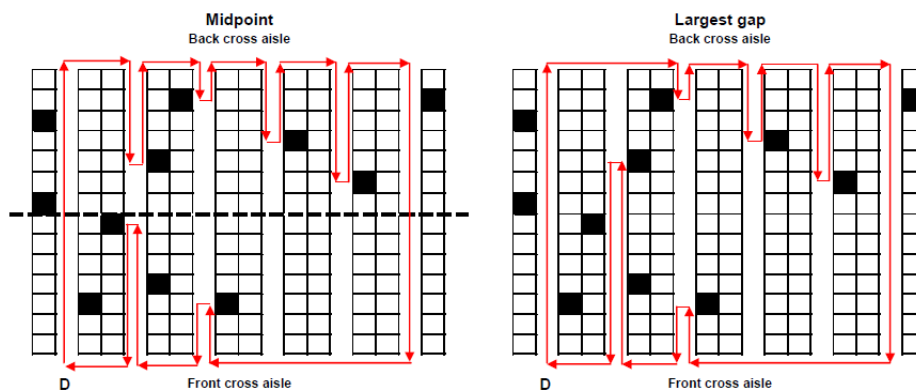 Midpoint
Back cross aisle
D
Front cross aisle
Largest gap
Back cross aisle
D
Front cross aisle